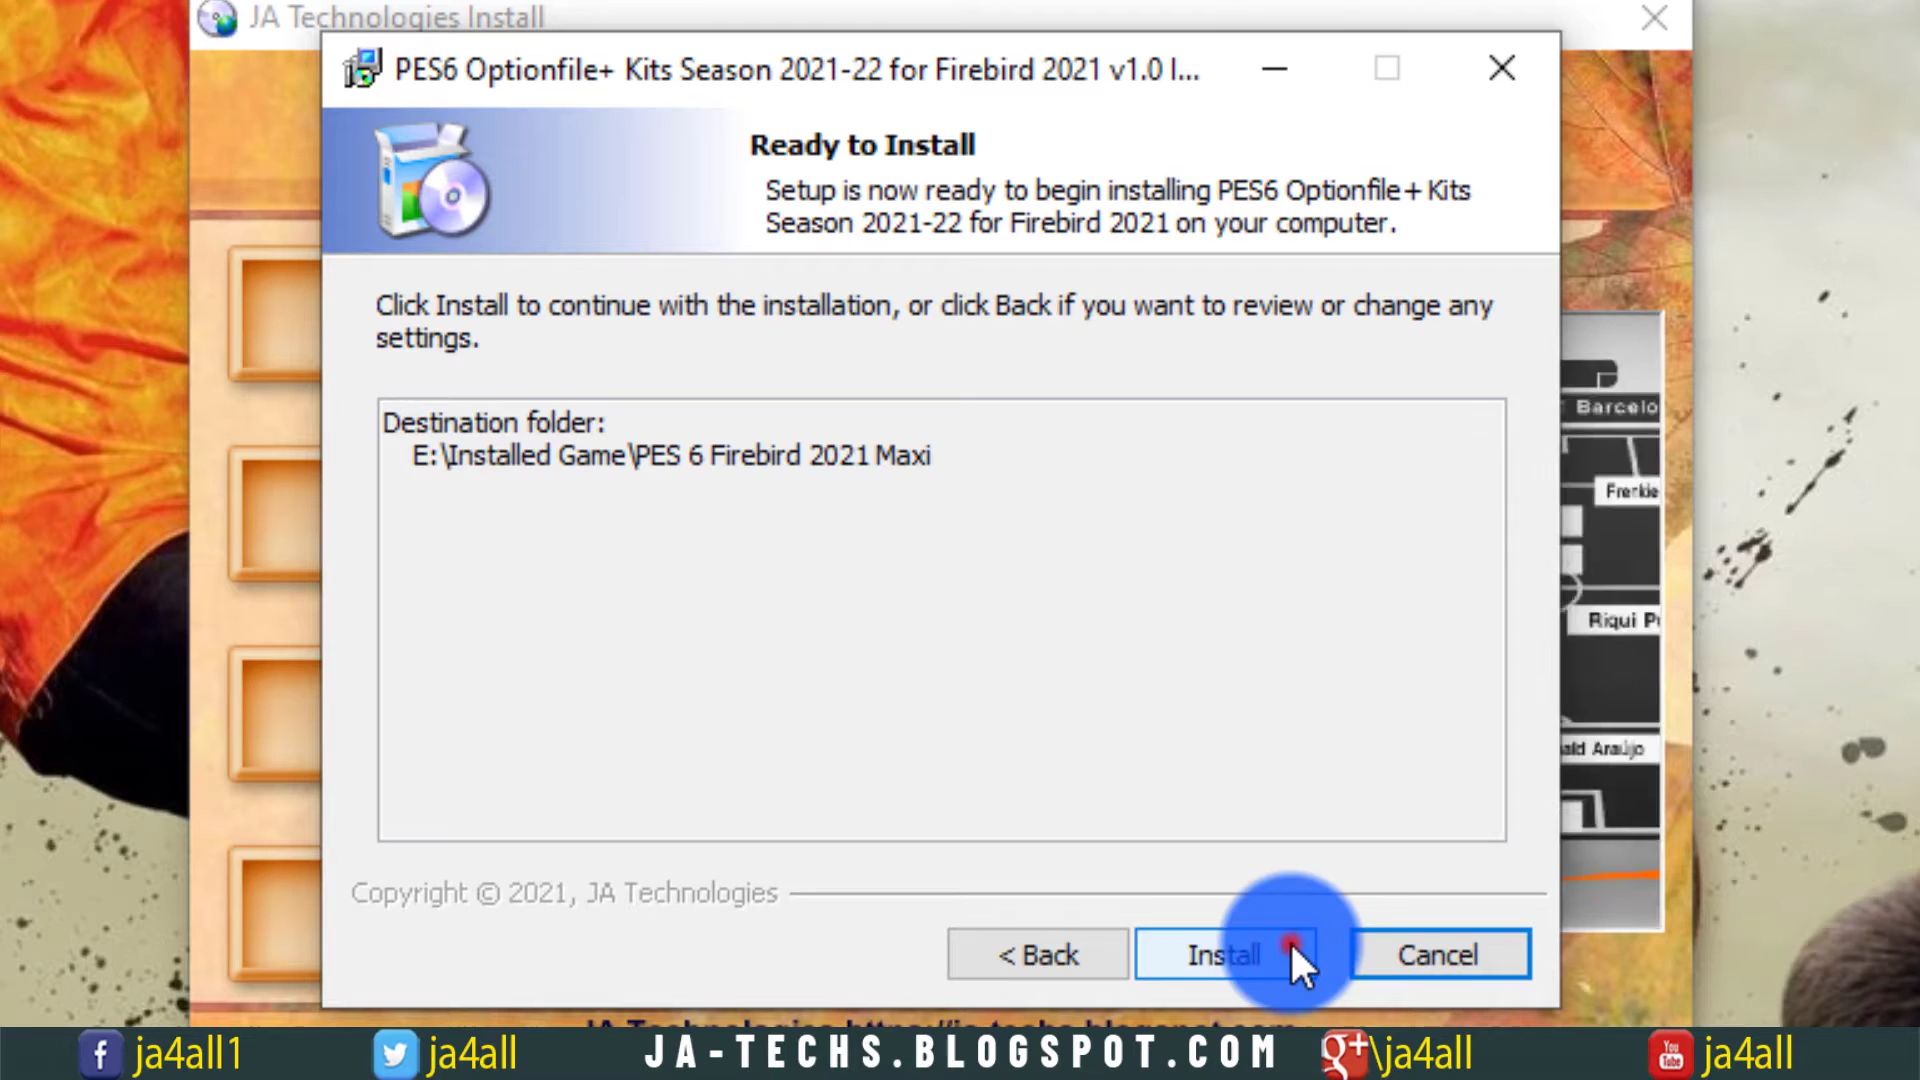 JA Technologies Install
PES6 Optionfile+ Kits Season 2021-22 for Firebird 2021 v1.0 I...
Ready to Install
Setup is now ready to begin installing PES6 Optionfile+Kits
Season 2021-22 for Firebird 2021 on your computer.
Click Install to continue with the installation, or click Back if you want to review or change any
settings.
Destination folder:
E:\Installed Game\PES 6 Firebird 2021 Maxi
Barcelo
Frenkie
Riqui P
ald Araújo
Copyright © 2021, JA Technologies
< Back
Install
Cancel
ja4all1
ja4all
JA-TECHS.BLOGSPOT.COM
g+\ja4all
You Tube
ja4all